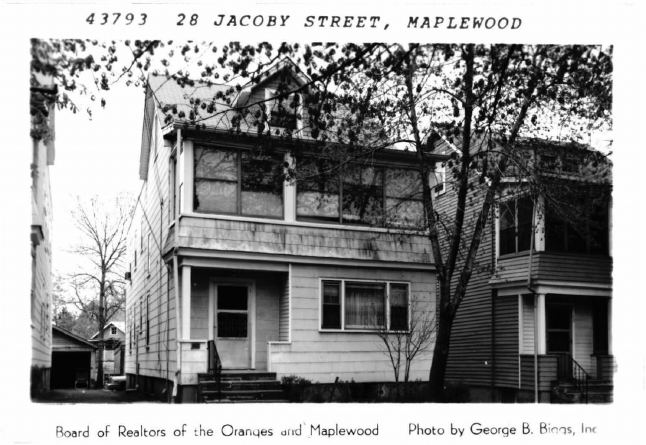 43793 28 JACOBY STREET, MAPLEWOOD
Board of Realtors of the Oranges and Maplewood Photo by George B. Biggs, Inc